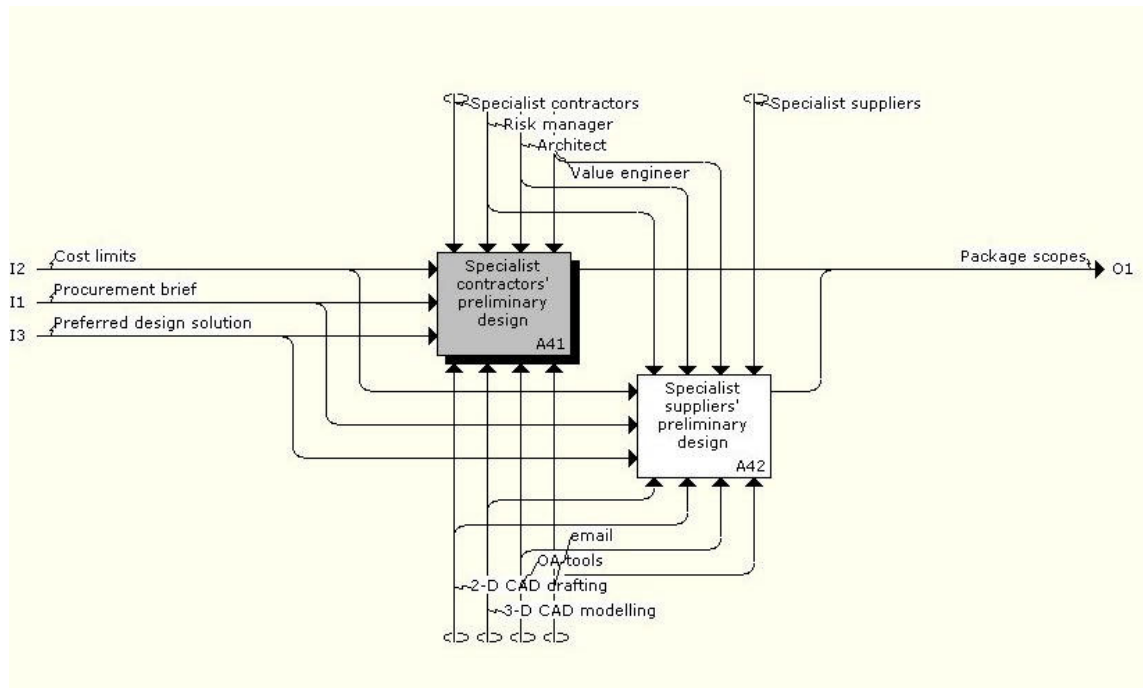 Specialist contractors
Specialist suppliers
Risk manager
Architect
Value engineer
I2
Cost limits
Package scopes
O1
I1
Procurement brief
I3
Preferred design solution
Specialist
contractors'
preliminary
design
A41
Specialist
suppliers'
preliminary
design
A42
email
OA tools
2-D CAD drafting
3-D CAD modelling